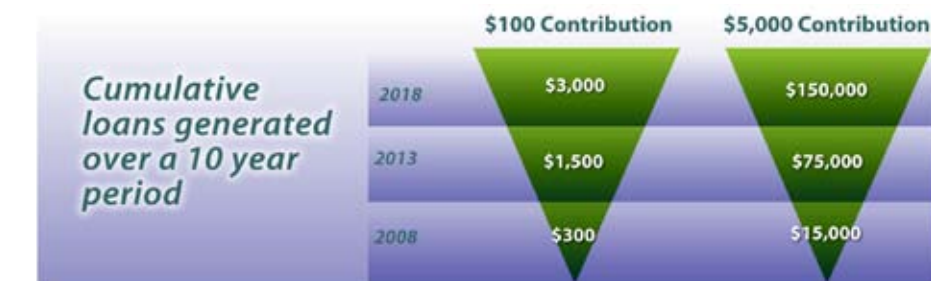 $100 Contribution $5,000 Contribution
Cumulative
loans generated
over a 10 year
period
2018 $3,000 $150,000
2013 $1,500 $75,000
2008 $300 $15,000